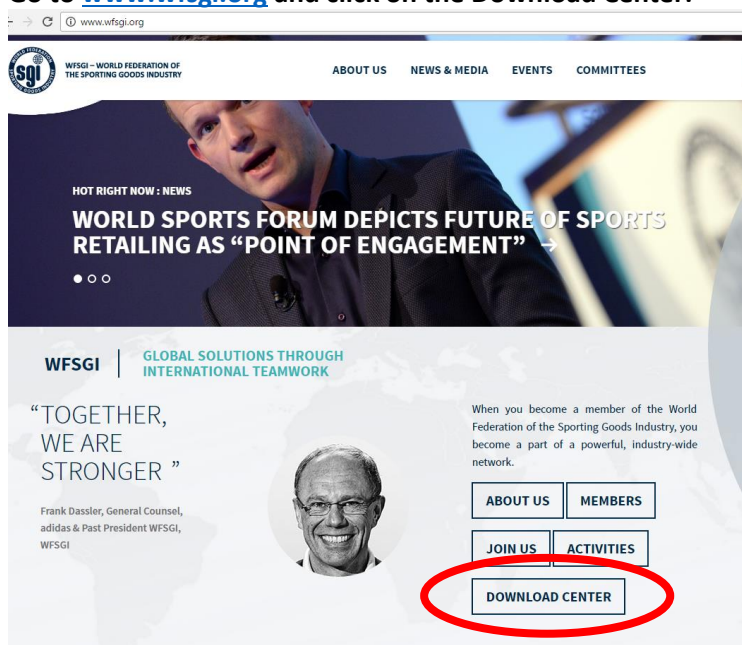 Go to www.wfsgi.org and click on the Download Center:
www.wfsgi.org
WFSGI – WORLD FEDERATION OF
THE SPORTING GOODS INDUSTRY
ABOUT US NEWS & MEDIA EVENTS COMMITTEES
sgi
HOT RIGHT NOW : NEWS
WORLD SPORTS FORUM DEPICTS FUTURE OF SPORTS
RETAILING AS “POINT OF ENGAGEMENT” →
WFSGI
GLOBAL SOLUTIONS THROUGH
INTERNATIONAL TEAMWORK
“TOGETHER,
WE ARE
STRONGER ”
Frank Dassler, General Counsel,
adidas & Past President WFSGI,
WFSGI
When you become a member of the World
Federation of the Sporting Goods Industry, you
become a part of a powerful, industry-wide
network.
ABOUT US MEMBERS
JOIN US ACTIVITIES
DOWNLOAD CENTER